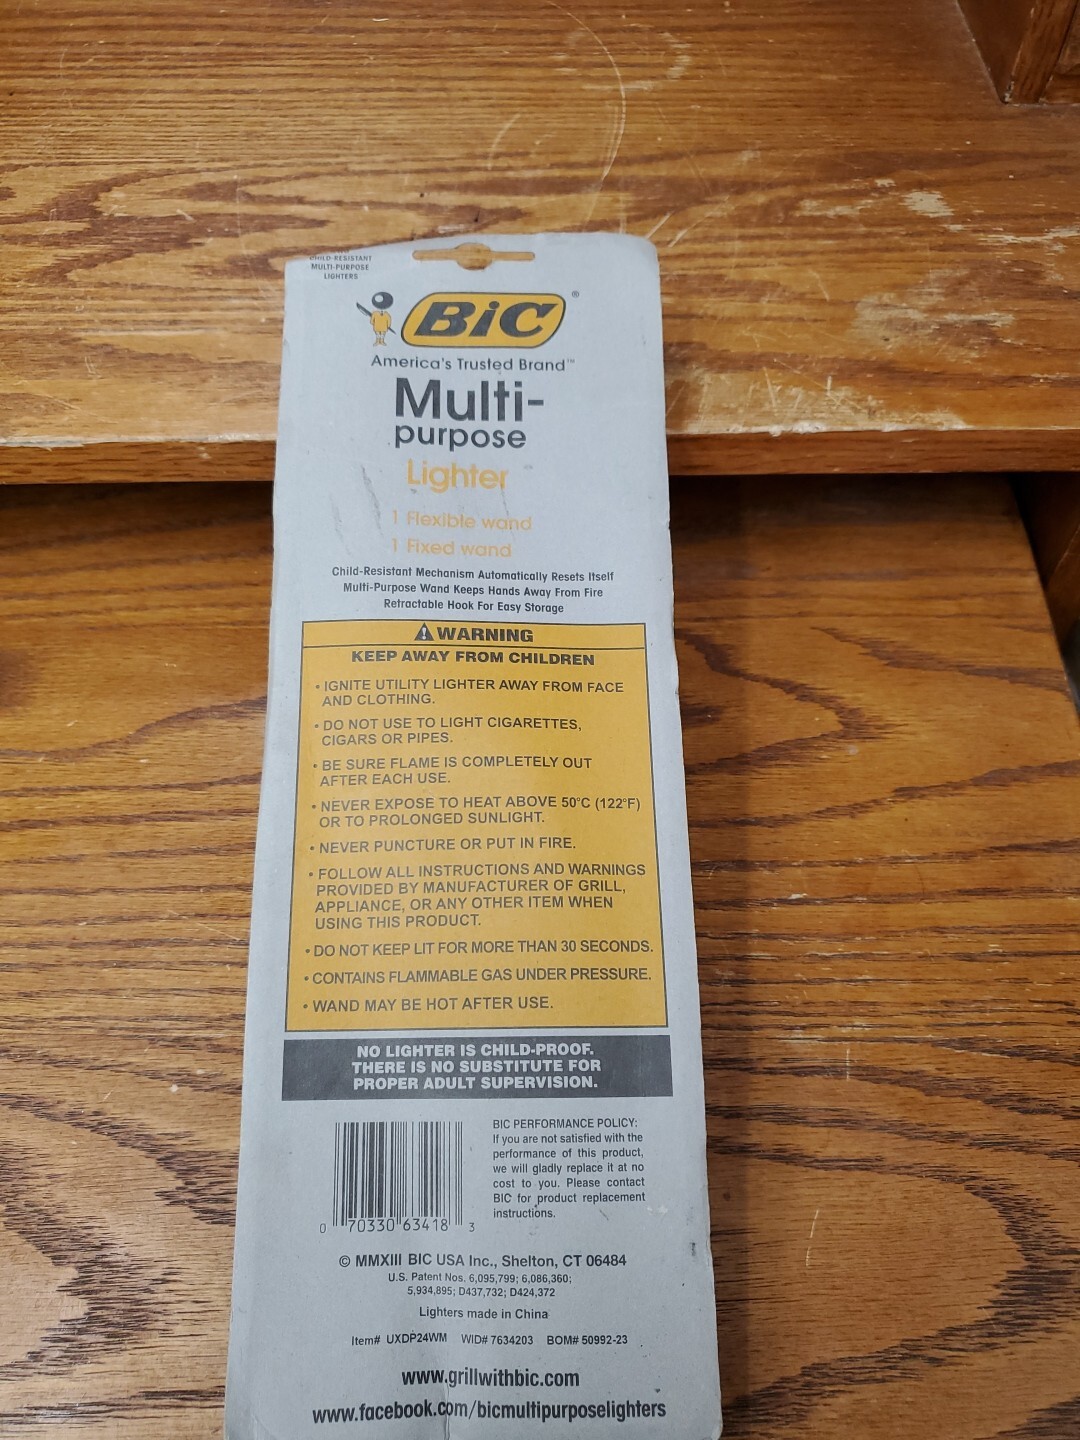 CHILD-RESISTANT
MULTI-PURPOSE
LIGHTERS
BiC®
America's Trusted Brand™
Multi-
purpose
Lighter
1 Flexible wand
1 Fixed wand
Child-Resistant Mechanism Automatically Resets Itself
Multi-Purpose Wand Keeps Hands Away From Fire
Retractable Hook For Easy Storage
WARNING
KEEP AWAY FROM CHILDREN
• IGNITE UTILITY LIGHTER AWAY FROM FACE
AND CLOTHING.
• DO NOT USE TO LIGHT CIGARETTES,
CIGARS OR PIPES.
• BE SURE FLAME IS COMPLETELY OUT
AFTER EACH USE.
• NEVER EXPOSE TO HEAT ABOVE 50°C (122°F)
OR TO PROLONGED SUNLIGHT.
• NEVER PUNCTURE OR PUT IN FIRE.
• FOLLOW ALL INSTRUCTIONS AND WARNINGS
PROVIDED BY MANUFACTURER OF GRILL,
APPLIANCE, OR ANY OTHER ITEM WHEN
USING THIS PRODUCT.
• DO NOT KEEP LIT FOR MORE THAN 30 SECONDS.
• CONTAINS FLAMMABLE GAS UNDER PRESSURE.
• WAND MAY BE HOT AFTER USE.
NO LIGHTER IS CHILD-PROOF.
THERE IS NO SUBSTITUTE FOR
PROPER ADULT SUPERVISION.
0 70330 63418 3
BIC PERFORMANCE POLICY:
If you are not satisfied with the
performance of this product,
we will gladly replace it at no
cost to you. Please contact
BIC for product replacement
instructions.
© MMXIII BIC USA Inc., Shelton, CT 06484
U.S. Patent Nos. 6,095,799; 6,086,360;
5,934,895; D437,732; D424,372
Lighters made in China
Item# UXDP24WM WID# 7634203 BOM# 50992-23
www.grillwithbic.com
www.facebook.com/bicmultipurposelighters